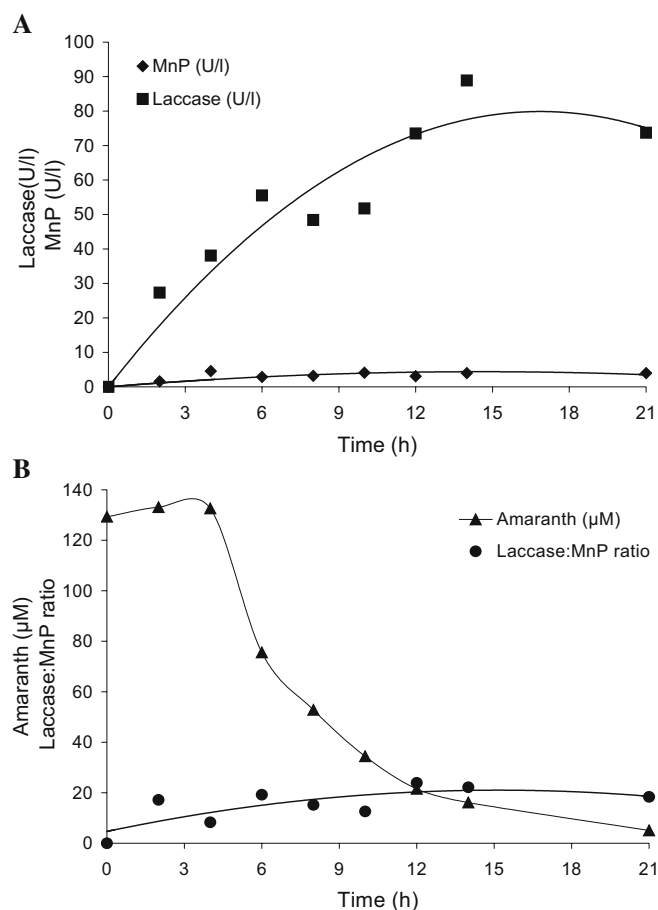 A
100
90
80
70
60
50
40
30
20
10
0
Laccase(U/l)
MnP (U/l)
MnP (U/l)
Laccase (U/l)
0 3 6 9 12 15 18 21
Time (h)
B
140
120
100
80
60
40
20
0
Amaranth (µM)
Laccase:MnP ratio
Amaranth (µM)
Laccase:MnP ratio
0 3 6 9 12 15 18 21
Time (h)